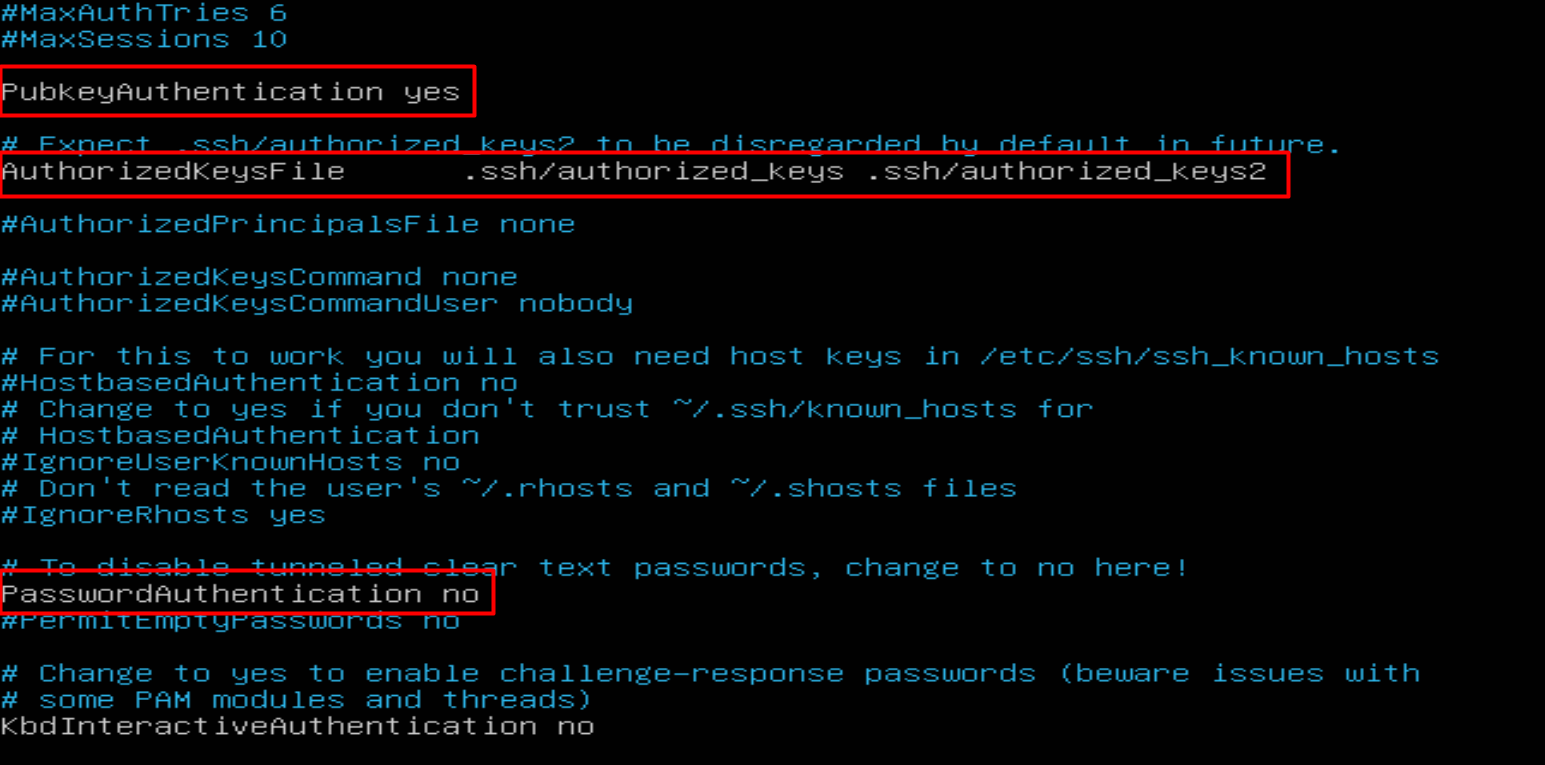 #MaxAuthTries 6
#MaxSessions 10
PubkeyAuthentication yes
# Expect .ssh/authorized_keys2 to be disregarded by default in future.
AuthorizedKeysFile .ssh/authorized_keys .ssh/authorized_keys2
#AuthorizedPrincipalsFile none
#AuthorizedKeysCommand none
#AuthorizedKeysCommandUser nobody
# For this to work you will also need host keys in /etc/ssh/ssh_known_hosts
#HostbasedAuthentication no
# Change to yes if you don't trust ~/.ssh/known_hosts for
# HostbasedAuthentication
#IgnoreUserKnownHosts no
# Don't read the user's ~/.rhosts and ~/.shosts files
#IgnoreRhosts yes
# To disable tunneled clear text passwords, change to no here!
PasswordAuthentication no
#PermitEmptyPasswords no
# Change to yes to enable challenge-response passwords (beware issues with
# some PAM modules and threads)
KbdInteractiveAuthentication no